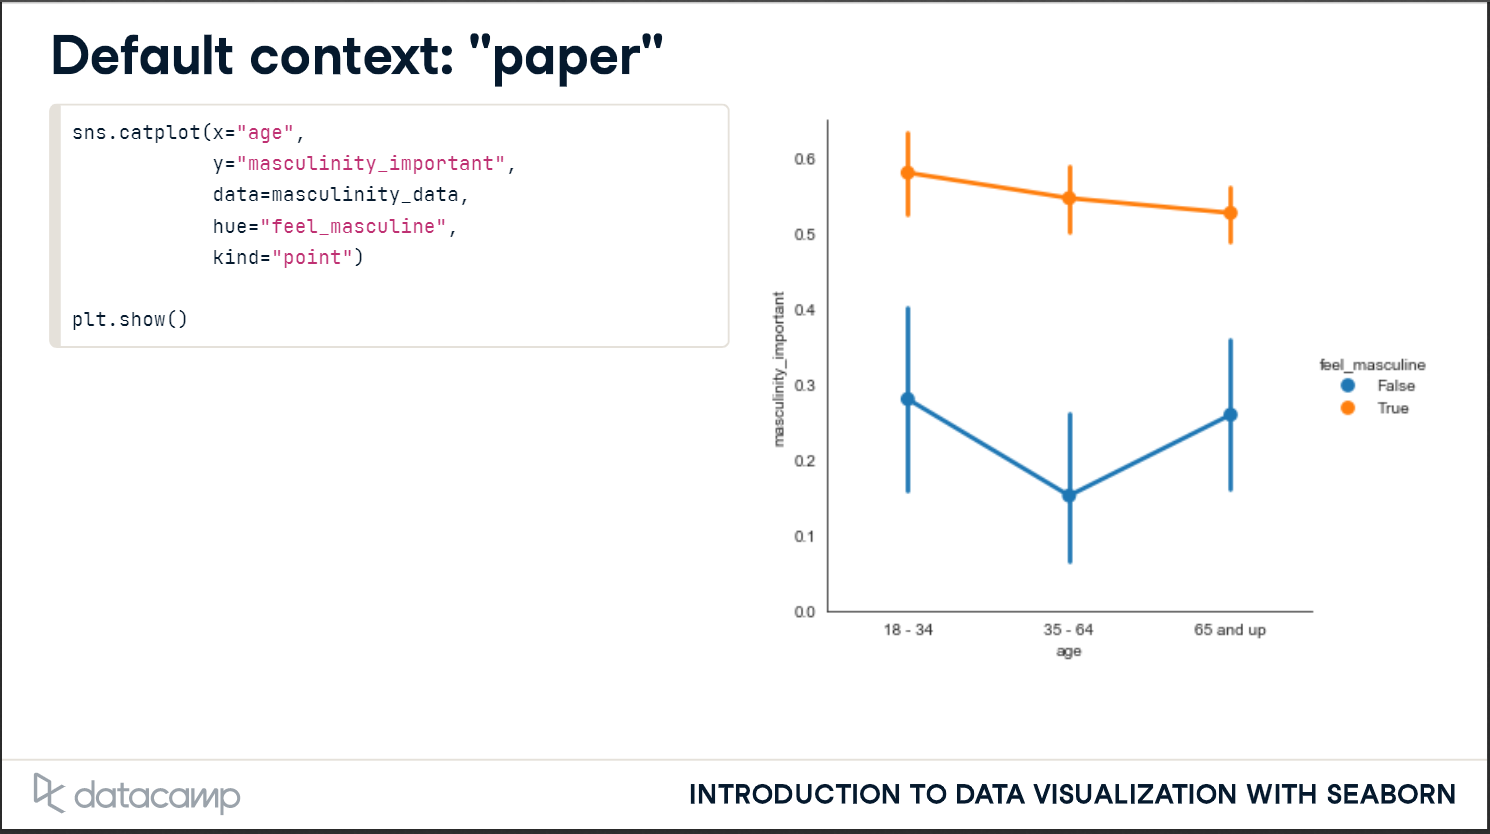 Default context: "paper"
sns.catplot(x="age",
            y="masculinity_important",
            data=masculinity_data,
            hue="feel_masculine",
            kind="point")
plt.show()
0.6
0.5
0.4
0.3
0.2
0.1
0.0
masculinity_important
18 - 34
35 - 64
65 and up
age
feel_masculine
False
True
datacamp
INTRODUCTION TO DATA VISUALIZATION WITH SEABORN